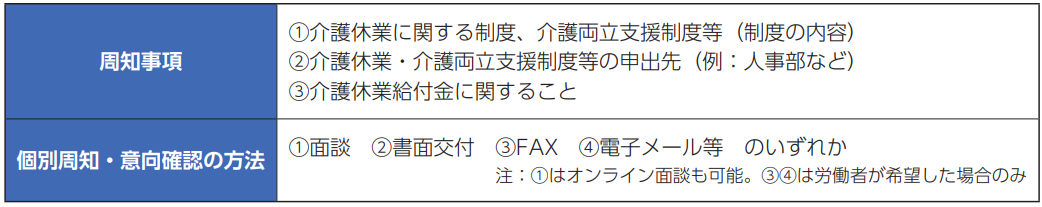 周知事項
①介護休業に関する制度、介護両立支援制度等（制度の内容）
②介護休業・介護両立支援制度等の申出先（例：人事部など）
③介護休業給付金に関すること
個別周知・意向確認の方法
①面談　②書面交付　③FAX　④電子メール等　のいずれか
注：①はオンライン面談も可能。③④は労働者が希望した場合のみ